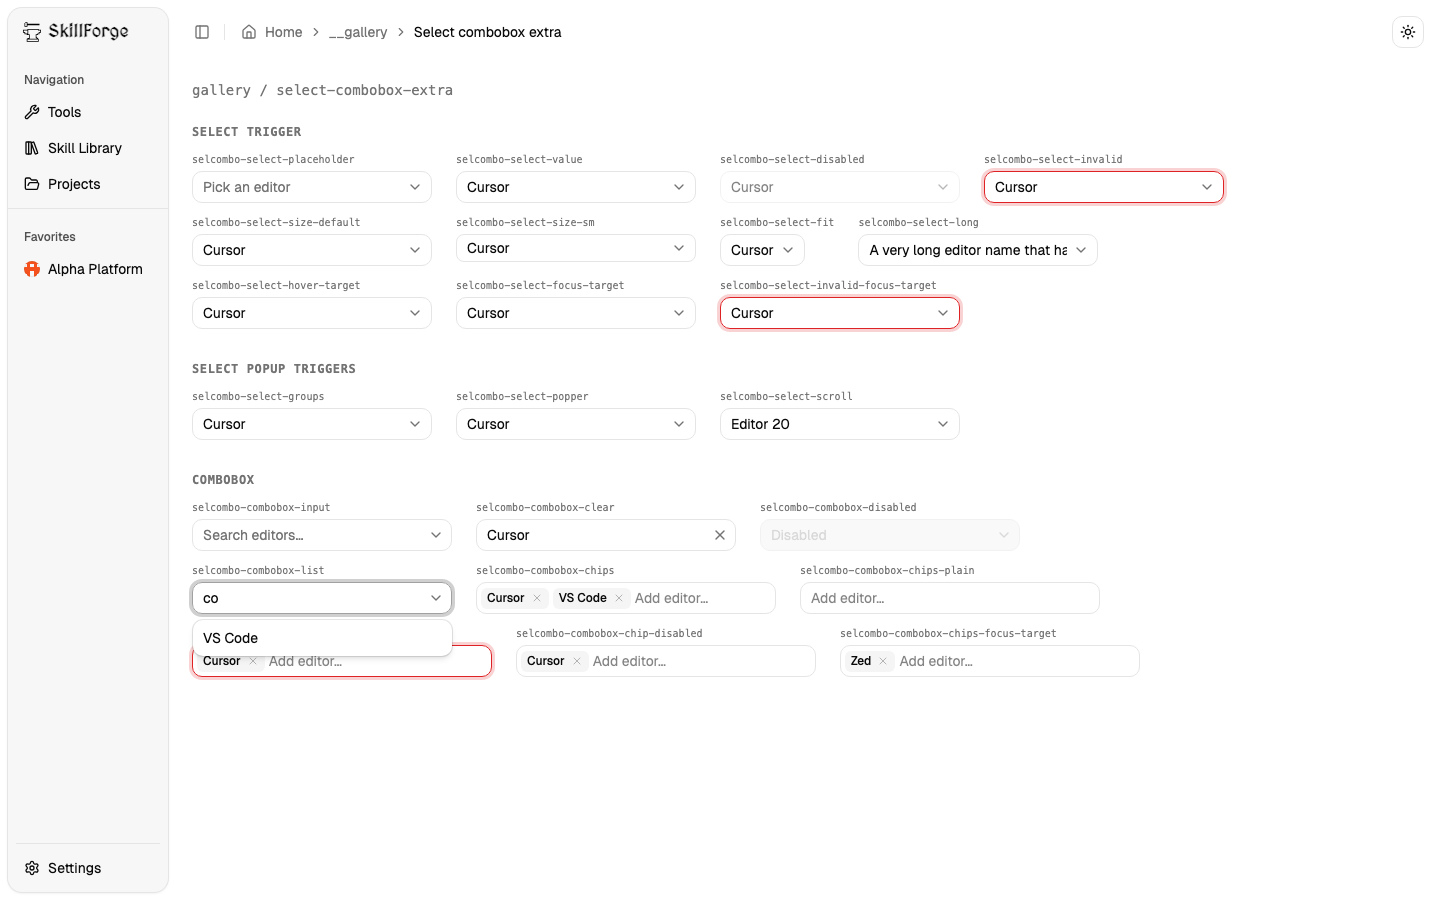 SkillForge
Home
__gallery
Select combobox extra
Navigation
Tools
Skill Library
Projects
Favorites
Alpha Platform
Settings
gallery / select-combobox-extra
SELECT TRIGGER
selcombo-select-placeholder
selcombo-select-value
selcombo-select-disabled
selcombo-select-invalid
Pick an editor
Cursor
Cursor
Cursor
selcombo-select-size-default
selcombo-select-size-sm
selcombo-select-fit
selcombo-select-long
Cursor
Cursor
Cursor
A very long editor name that ha
selcombo-select-hover-target
selcombo-select-focus-target
selcombo-select-invalid-focus-target
Cursor
Cursor
Cursor
SELECT POPUP TRIGGERS
selcombo-select-groups
selcombo-select-popper
selcombo-select-scroll
Cursor
Cursor
Editor 20
COMBOBOX
selcombo-combobox-input
selcombo-combobox-clear
selcombo-combobox-disabled
Search editors…
Cursor
Disabled
selcombo-combobox-list
selcombo-combobox-chips
selcombo-combobox-chips-plain
co
Cursor VS Code Add editor…
Add editor…
VS Code
selcombo-combobox-chip-disabled
selcombo-combobox-chips-focus-target
Cursor Add editor…
Cursor Add editor…
Zed Add editor…